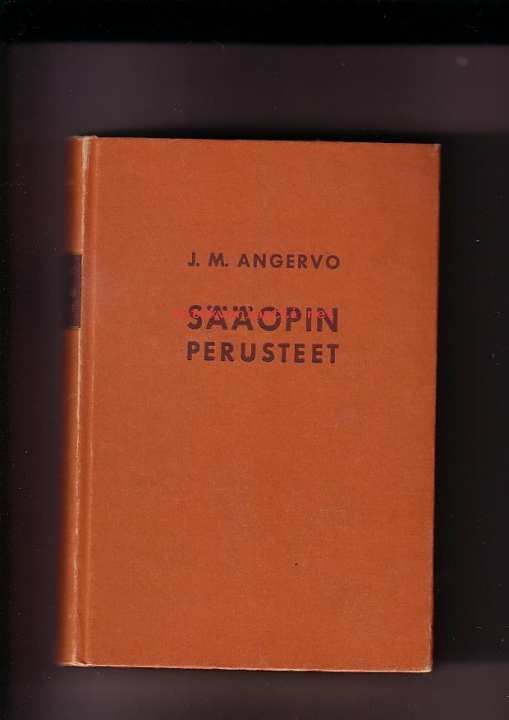 J. M. ANGERVO
SÄÄOPIN
PERUSTEET